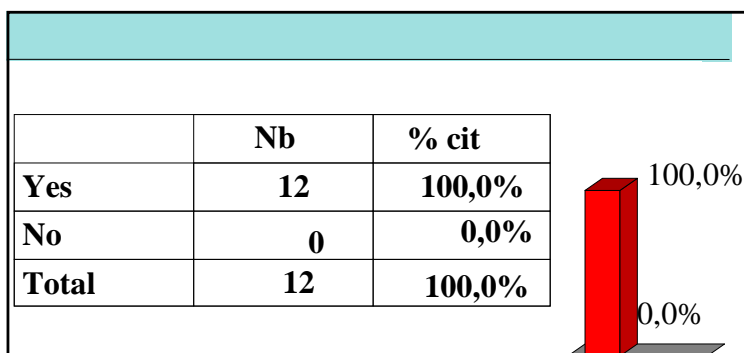 Nb % cit
Yes 12 100,0%
No 0 0,0%
Total 12 100,0%
100,0%
0,0%